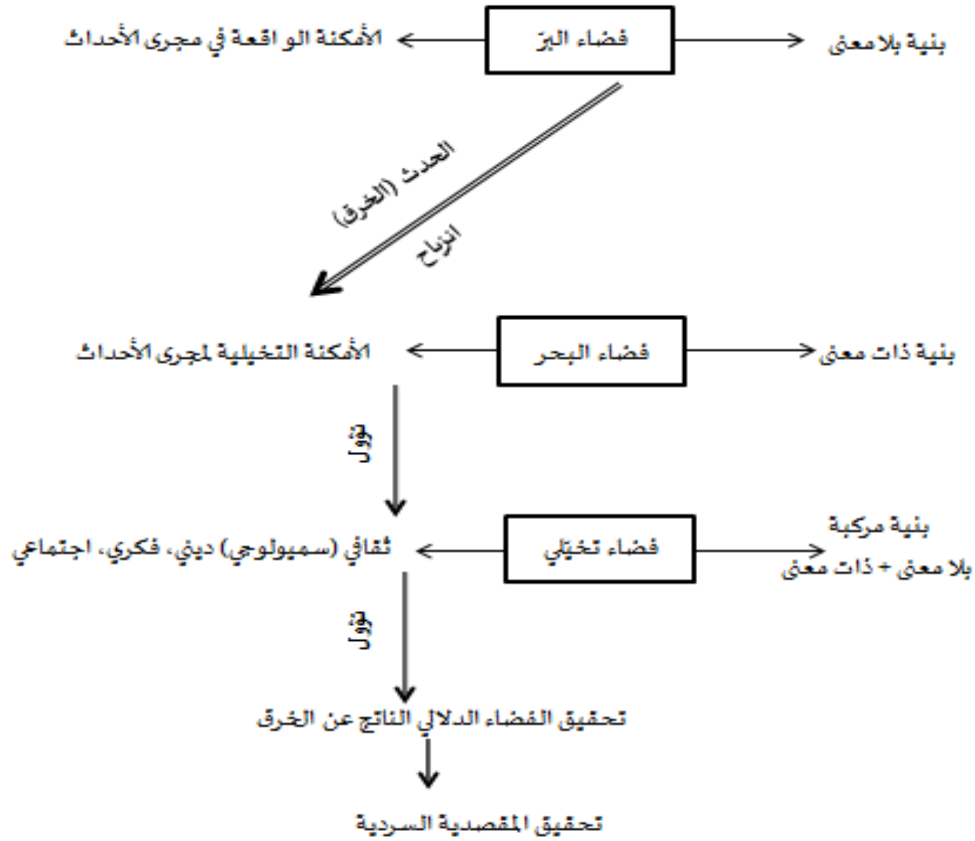 بنية بلا معنى
فضاء البرّ
الأمكنة الواقعة في مجرى الأحداث
الحدث (الخرق)
انزياح
بنية ذات معنى
فضاء البحر
الأمكنة التخيلية لمجرى الأحداث
تؤول
بنية مركبة
بلا معنى + ذات معنى
فضاء تخيّلي
ثقافي (سميولوجي) ديني، فكري، اجتماعي
تؤول
تحقيق الفضاء الدلالي الناتج عن الخرق
تحقيق المقصدية السردية